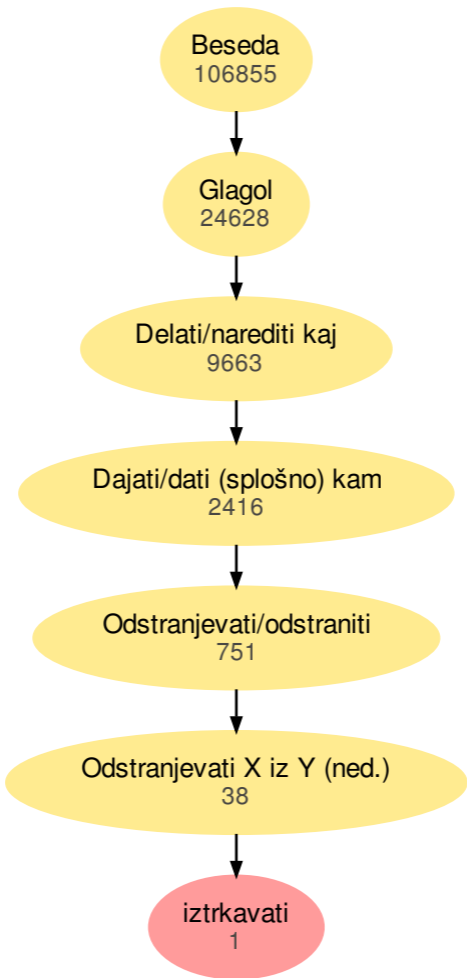 Beseda
106855
Glagol
24628
Delati/narediti kaj
9663
Dajati/dati (splošno) kam
2416
Odstranjevati/odstraniti
751
Odstranjevati X iz Y (ned.)
38
iztrkavati
1